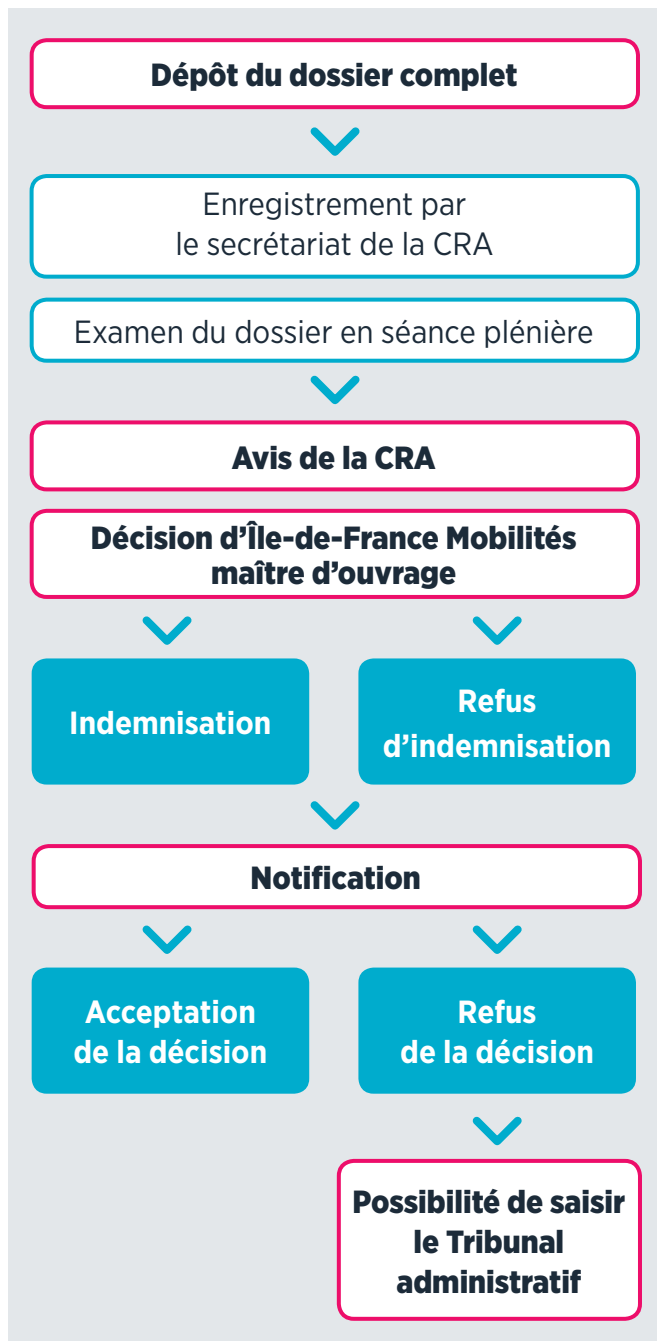 Dépôt du dossier complet
Enregistrement par
le secrétariat de la CRA
Examen du dossier en séance plénière
Avis de la CRA
Décision d’Île-de-France Mobilités
maître d’ouvrage
Indemnisation
Refus
d’indemnisation
Notification
Acceptation
de la décision
Refus
de la décision
Possibilité de saisir
le Tribunal
administratif